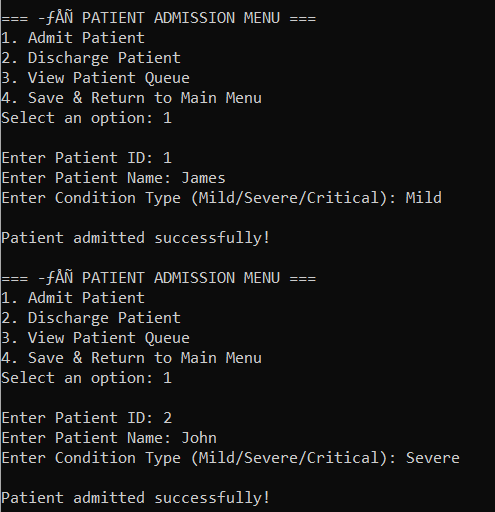 === -ƒÅÑ PATIENT ADMISSION MENU ===
1. Admit Patient
2. Discharge Patient
3. View Patient Queue
4. Save & Return to Main Menu
Select an option: 1
Enter Patient ID: 1
Enter Patient Name: James
Enter Condition Type (Mild/Severe/Critical): Mild
Patient admitted successfully!
=== -ƒÅÑ PATIENT ADMISSION MENU ===
1. Admit Patient
2. Discharge Patient
3. View Patient Queue
4. Save & Return to Main Menu
Select an option: 1
Enter Patient ID: 2
Enter Patient Name: John
Enter Condition Type (Mild/Severe/Critical): Severe
Patient admitted successfully!